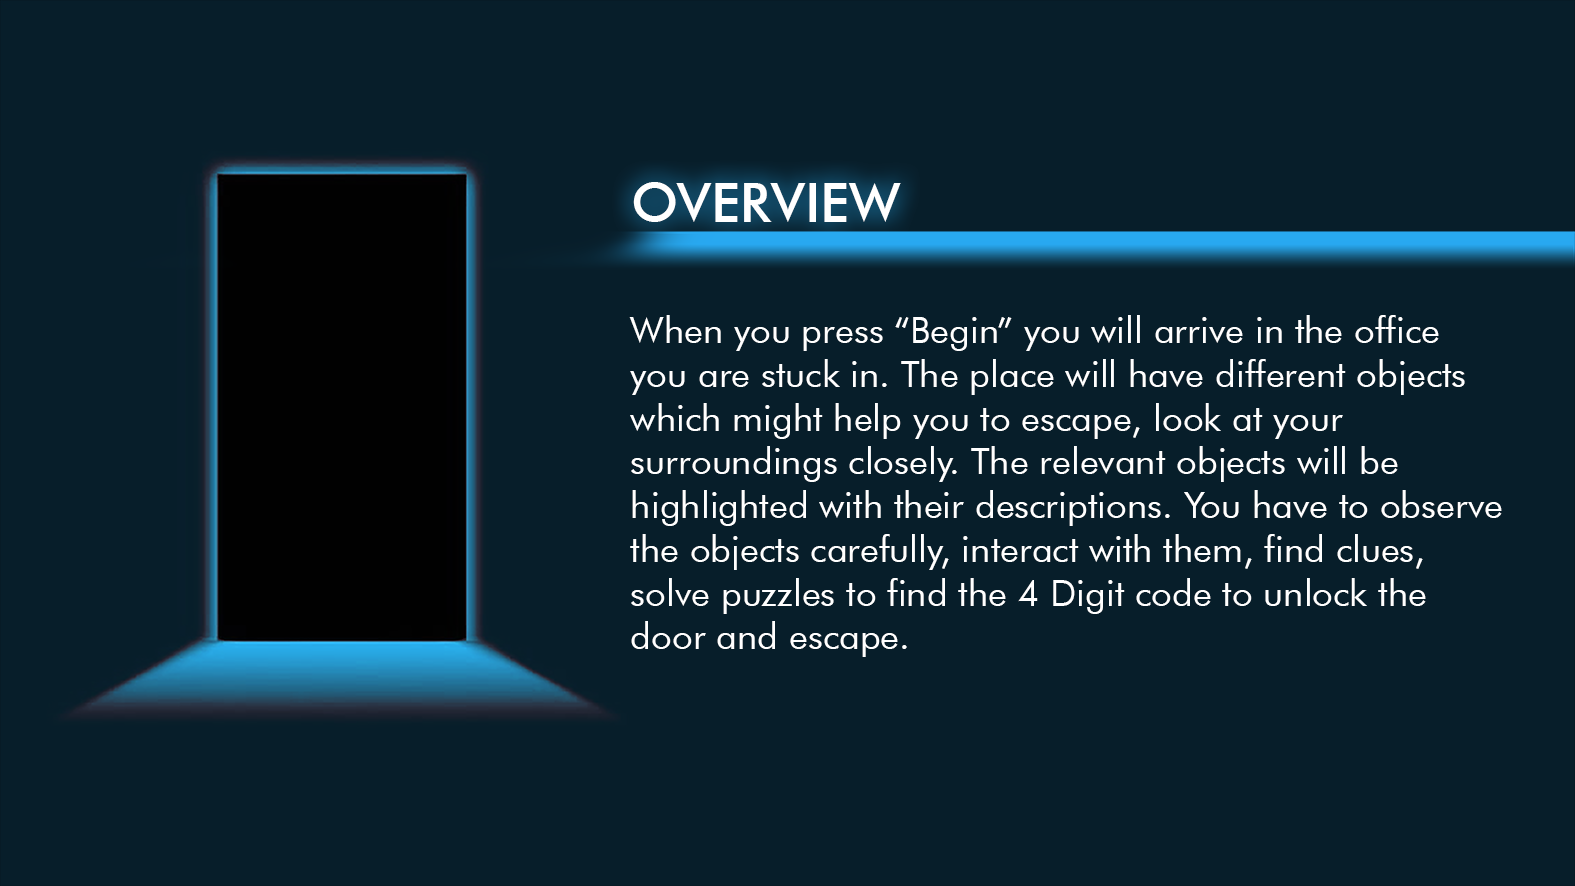 OVERVIEW
When you press “Begin” you will arrive in the office
you are stuck in. The place will have different objects
which might help you to escape, look at your
surroundings closely. The relevant objects will be
highlighted with their descriptions. You have to observe
the objects carefully, interact with them, find clues,
solve puzzles to find the 4 Digit code to unlock the
door and escape.